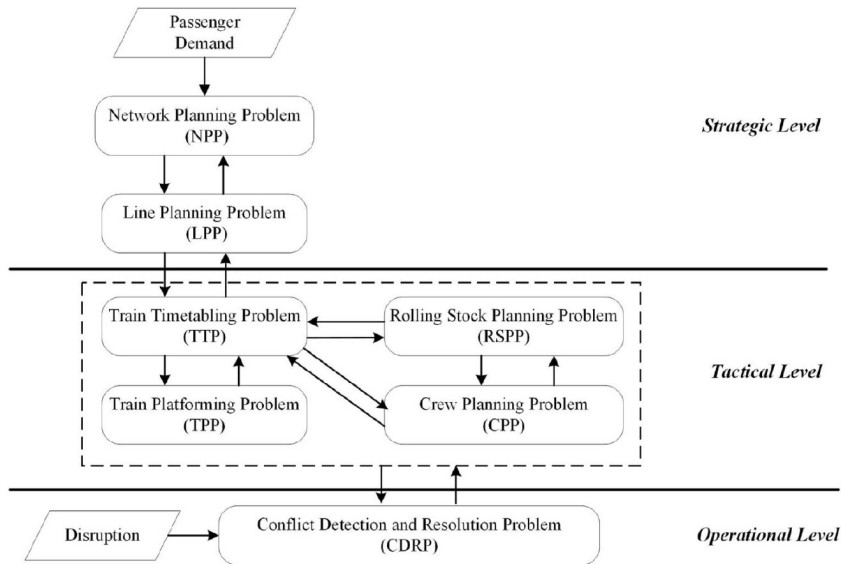 Passenger
Demand
Network Planning Problem
(NPP)
Strategic Level
Line Planning Problem
(LPP)
Train Timetabling Problem
(TTP)
Rolling Stock Planning Problem
(RSPP)
Tactical Level
Train Platforming Problem
(TPP)
Crew Planning Problem
(CPP)
Disruption
Conflict Detection and Resolution Problem
(CDRP)
Operational Level